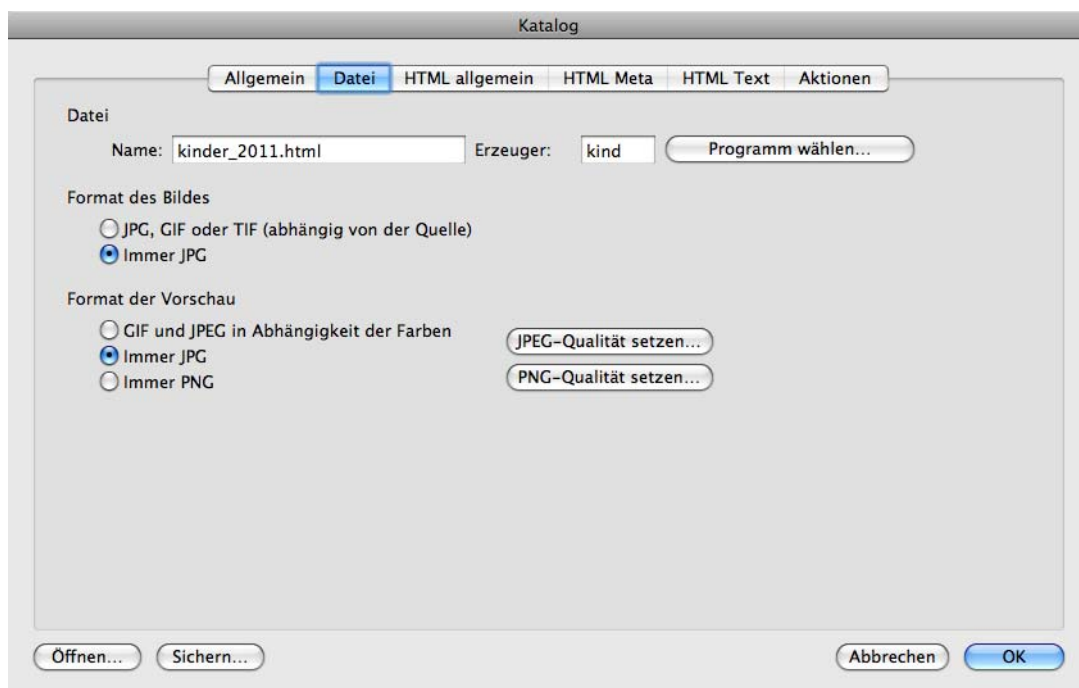 Katalog
Allgemein Datei HTML allgemein HTML Meta HTML Text Aktionen
Datei
Name: kinder_2011.html Erzeuger: kind Programm wählen...
Format des Bildes
JPG, GIF oder TIF (abhängig von der Quelle)
Immer JPG
Format der Vorschau
GIF und JPEG in Abhängigkeit der Farben
JPEG-Qualität setzen...
Immer JPG
PNG-Qualität setzen...
Immer PNG
Öffnen... Sichern... Abbrechen OK